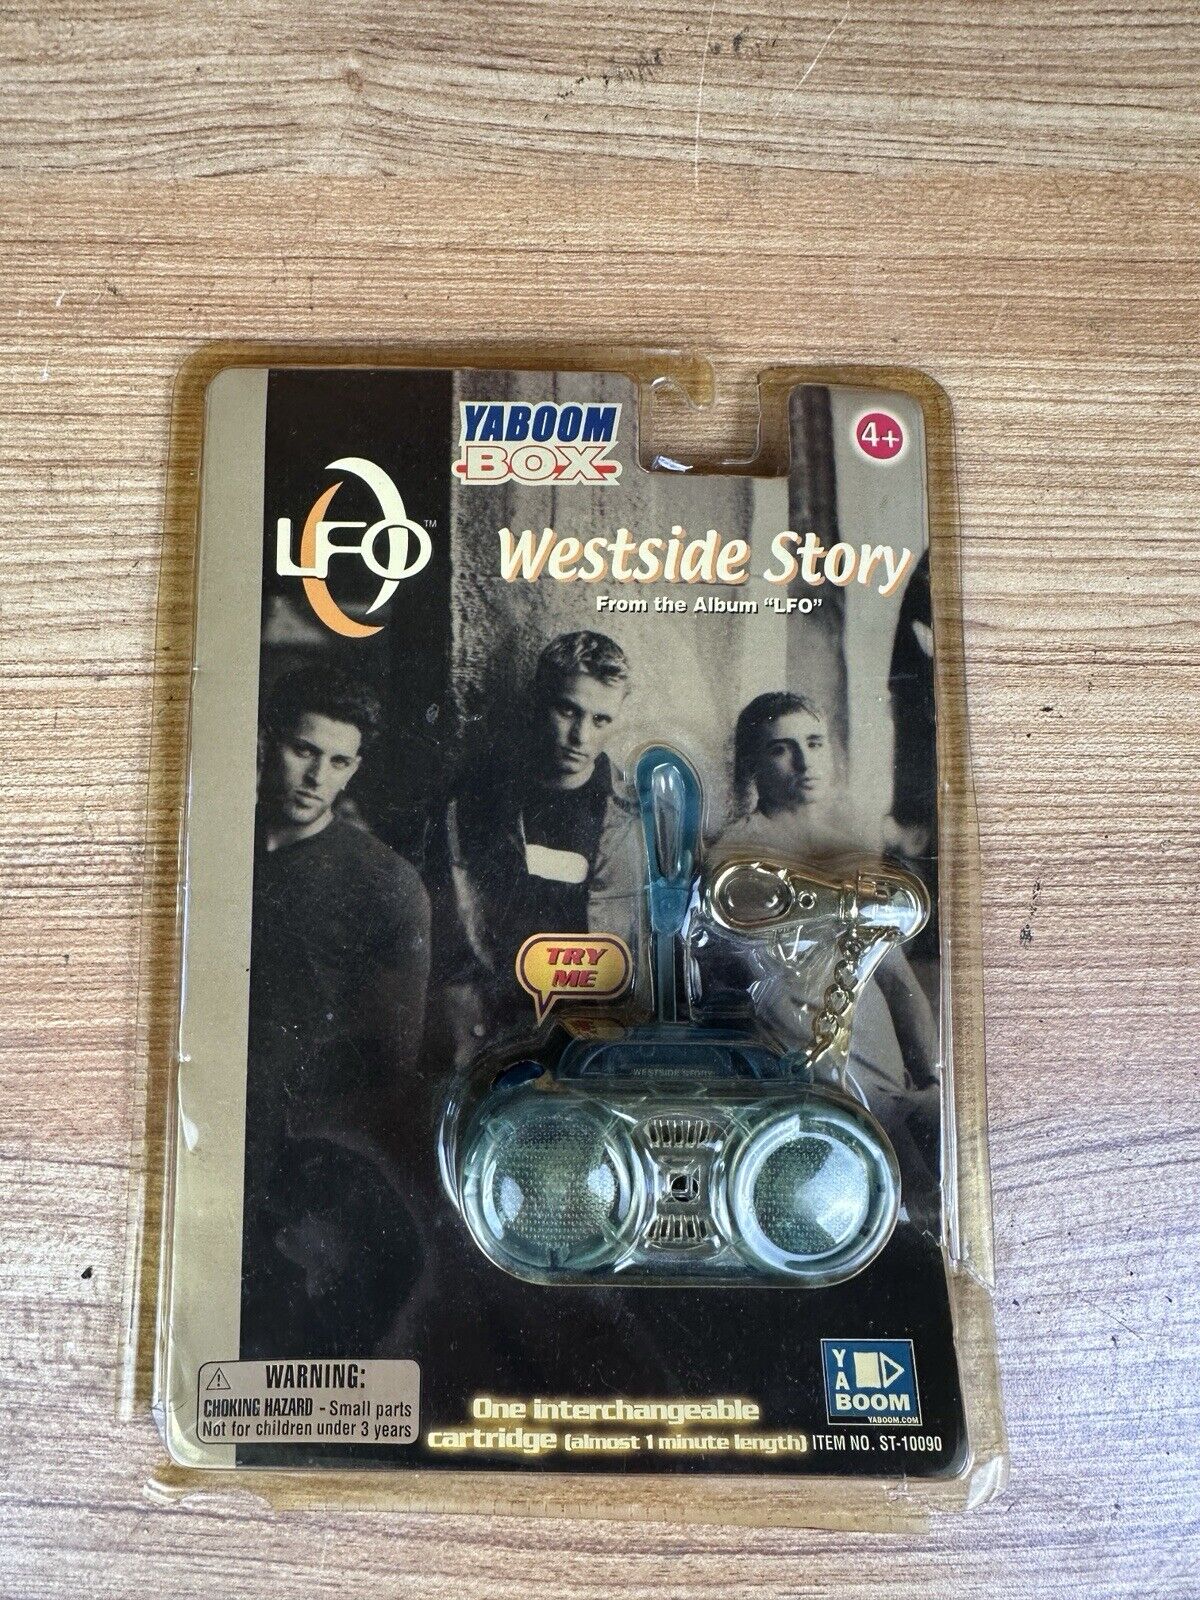 YABOOM
BOX
4+
LFO™
Westside Story
From the Album "LFO"
TRY
ME
WESTSIDE STORY
WARNING:
CHOKING HAZARD - Small parts
Not for children under 3 years
One interchangeable
cartridge (almost 1 minute length)
YA
BOOM
YABOOM.COM
ITEM NO. ST-10090